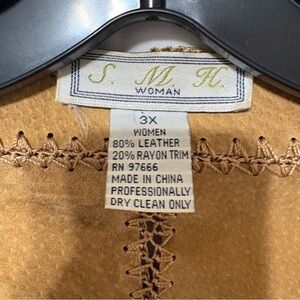 S. M. H.
WOMAN
3X
WOMEN
80% LEATHER
20% RAYON TRIM
RN 97666
MADE IN CHINA
PROFESSIONALLY
DRY CLEAN ONLY